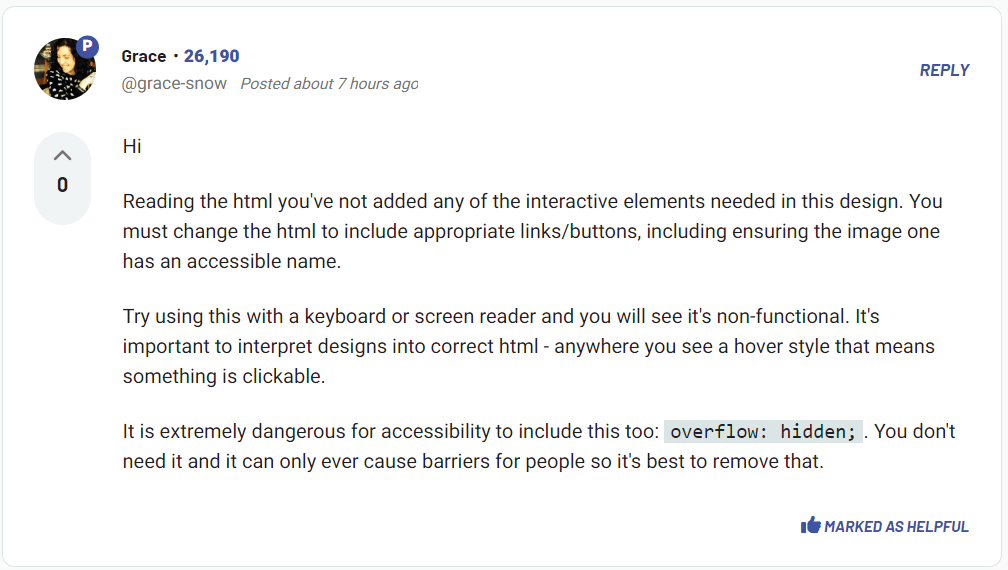 P
Grace · 26,190
@grace-snow Posted about 7 hours ago
REPLY
0
Hi
Reading the html you've not added any of the interactive elements needed in this design. You
must change the html to include appropriate links/buttons, including ensuring the image one
has an accessible name.
Try using this with a keyboard or screen reader and you will see it's non-functional. It's
important to interpret designs into correct html - anywhere you see a hover style that means
something is clickable.
It is extremely dangerous for accessibility to include this too: overflow: hidden; . You don't
need it and it can only ever cause barriers for people so it's best to remove that.
MARKED AS HELPFUL